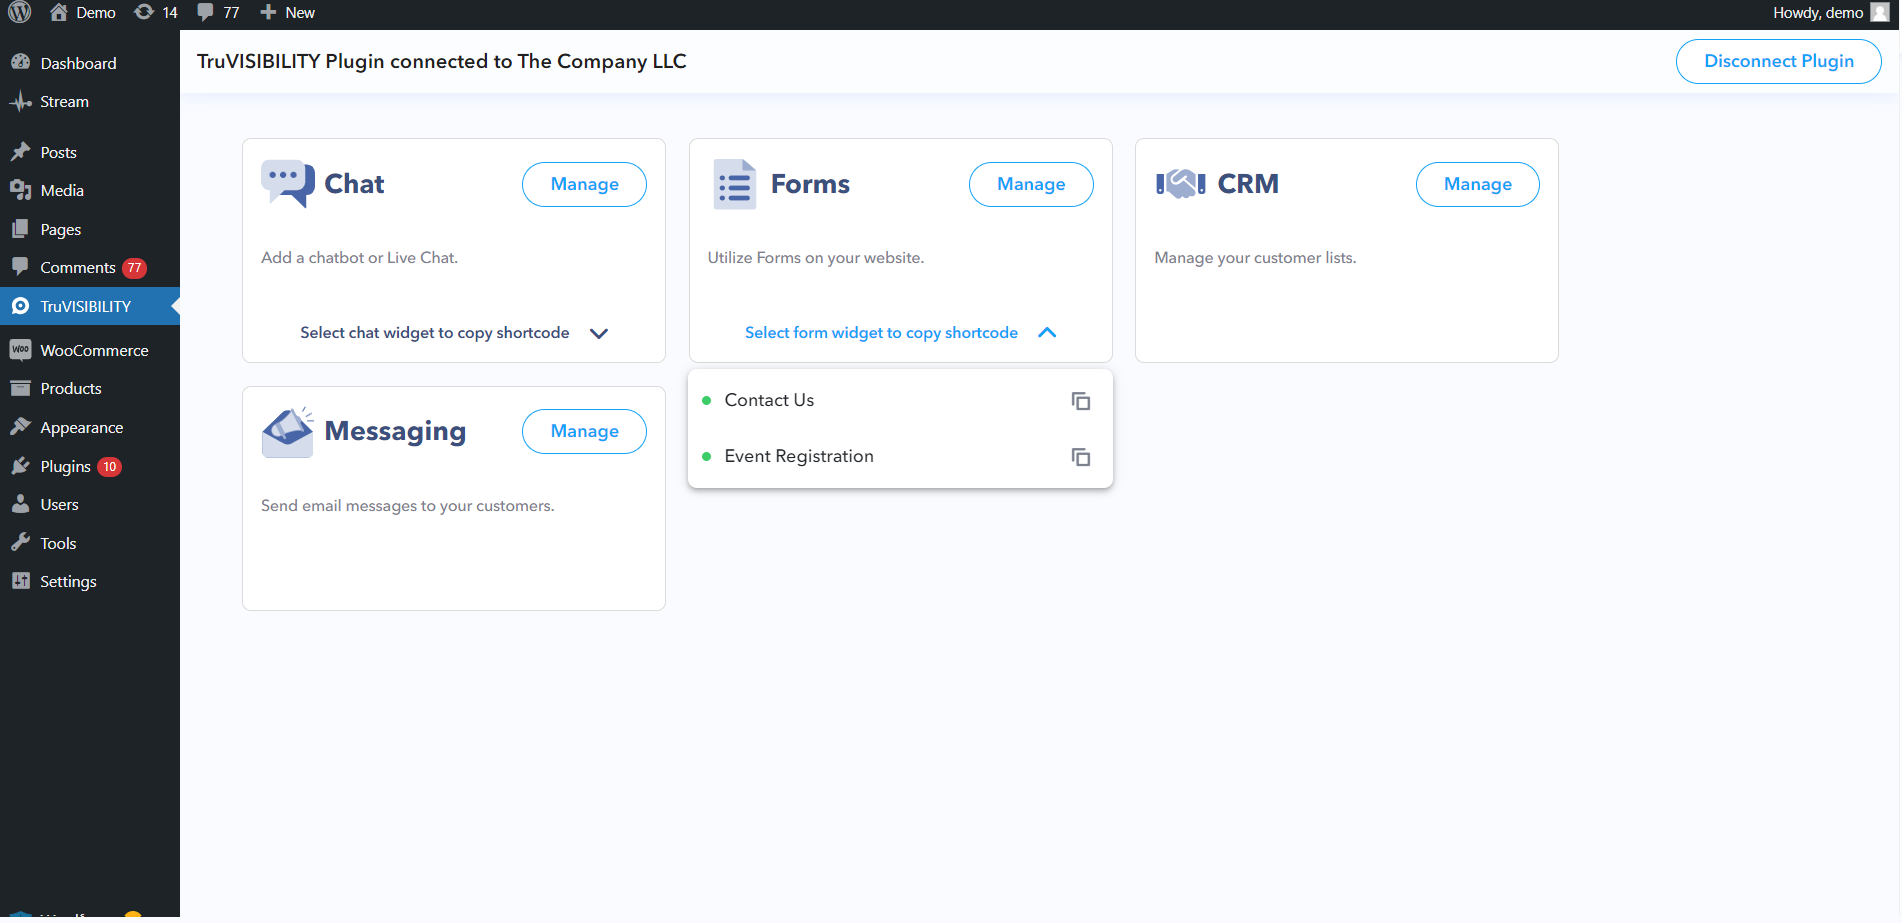 Demo 14 77 New Howdy, demo
Dashboard
Stream
Posts
Media
Pages
Comments 77
TruVISIBILITY
WooCommerce
Products
Appearance
Plugins 10
Users
Tools
Settings
TruVISIBILITY Plugin connected to The Company LLC Disconnect Plugin
Chat Manage
Add a chatbot or Live Chat.
Select chat widget to copy shortcode
Forms Manage
Utilize Forms on your website.
Select form widget to copy shortcode
Contact Us
Event Registration
CRM Manage
Manage your customer lists.
Messaging Manage
Send email messages to your customers.